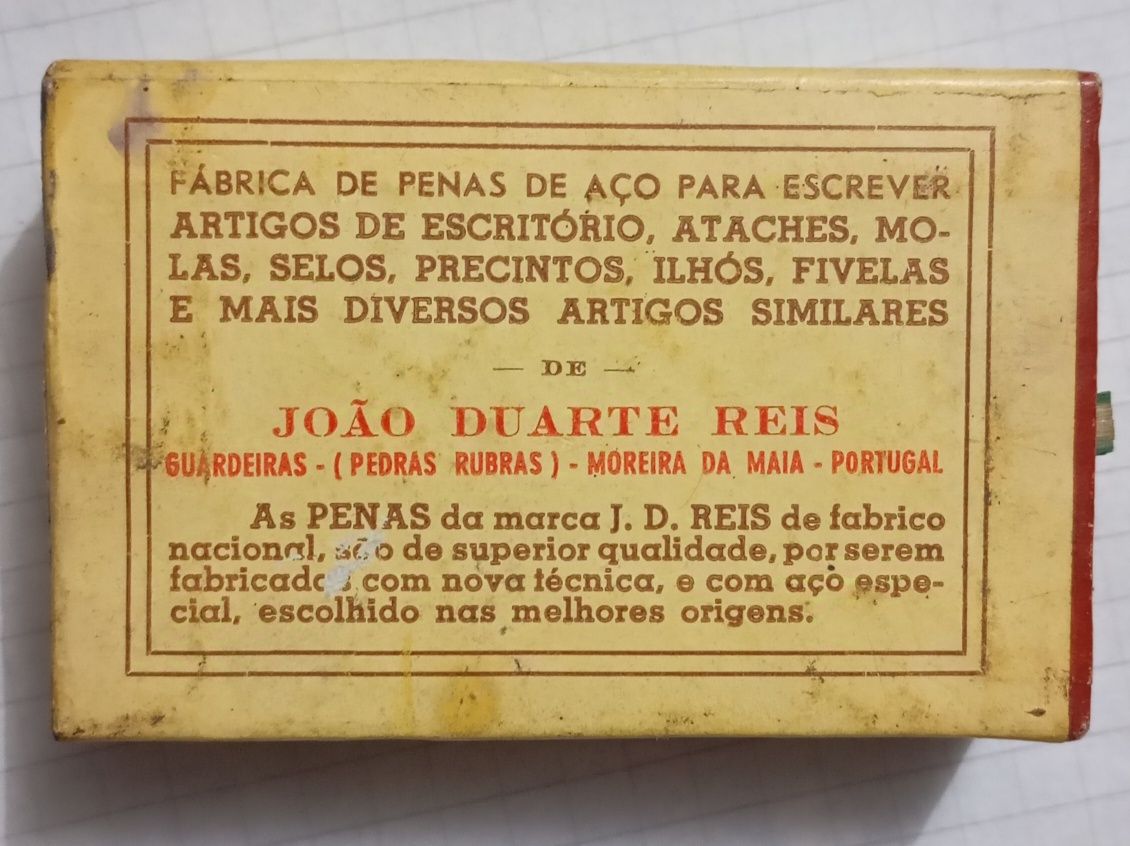 FÁBRICA DE PENAS DE AÇO PARA ESCREVER
ARTIGOS DE ESCRITÓRIO, ATACHES, MO-
LAS, SELOS, PRECINTOS, ILHÓS, FIVELAS
E MAIS DIVERSOS ARTIGOS SIMILARES
— DE —
JOÃO DUARTE REIS
GUARDEIRAS - (PEDRAS RUBRAS) - MOREIRA DA MAIA - PORTUGAL
As PENAS da marca J. D. REIS de fabrico
nacional, são de superior qualidade, por serem
fabricadas com nova técnica, e com aço espe-
cial, escolhido nas melhores origens.